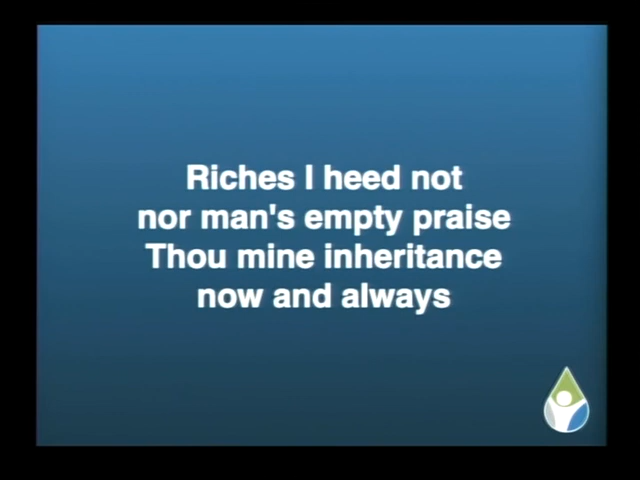 Riches I heed not
nor man's empty praise
Thou mine inheritance
now and always